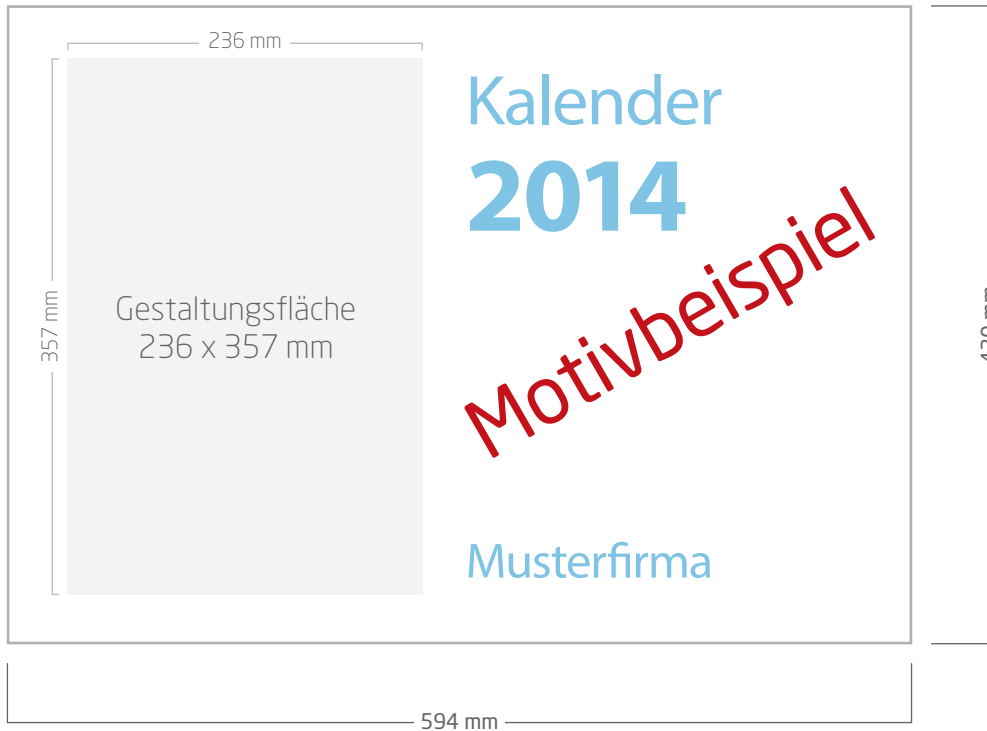 236 mm
Kalender
2014
Motivbeispiel
357 mm
Gestaltungsfläche
236 x 357 mm
Musterfirma
594 mm